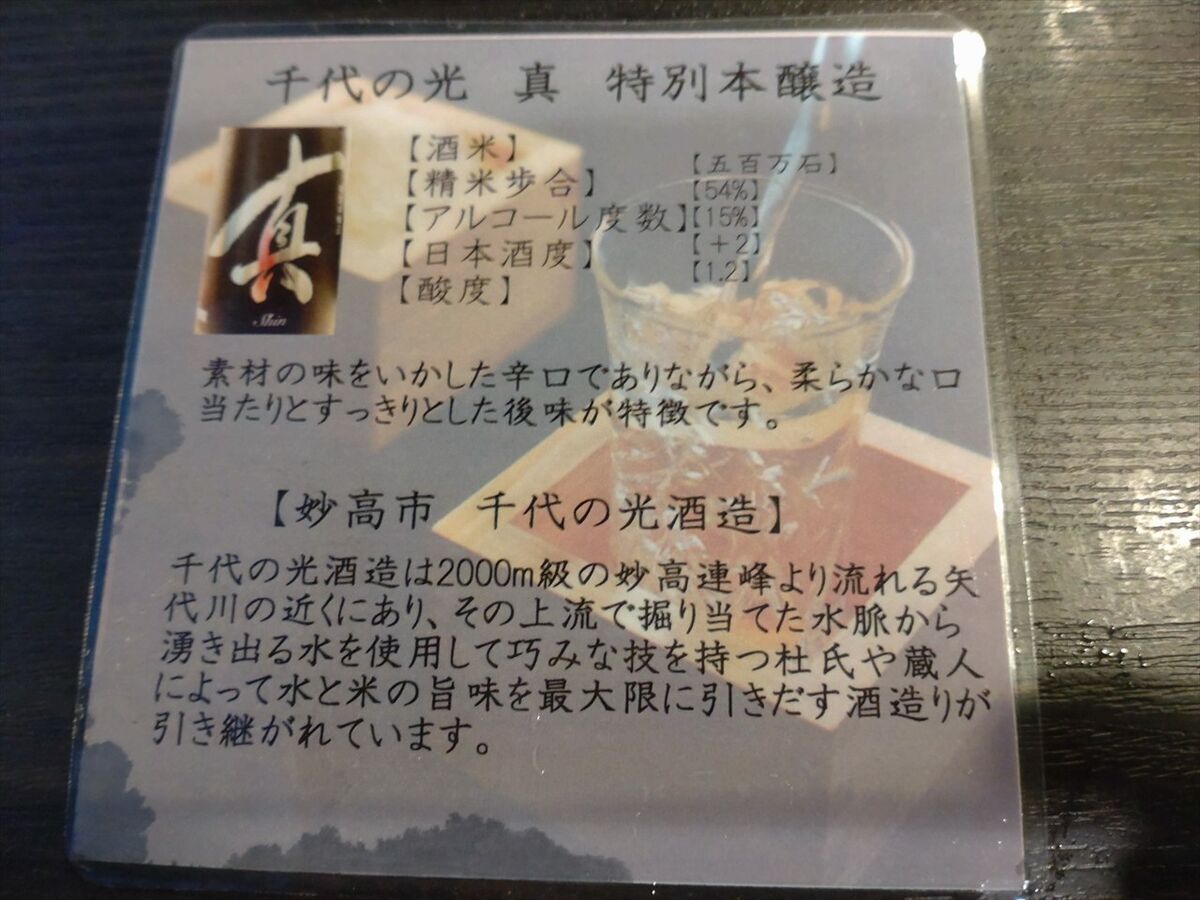 千代の光 真 特別本醸造
真
Shin
【酒米】 【五百万石】
【精米歩合】 【54%】
【アルコール度数】 【15%】
【日本酒度】 【+2】
【酸度】 【1.2】
素材の味をいかした辛口でありながら、柔らかな口
当たりとすっきりとした後味が特徴です。
【妙高市 千代の光酒造】
千代の光酒造は2000m級の妙高連峰より流れる矢
代川の近くにあり、その上流で掘り当てた水脈から
湧き出る水を使用して巧みな技を持つ杜氏や蔵人
によって水と米の旨味を最大限に引きだす酒造りが
引き継がれています。